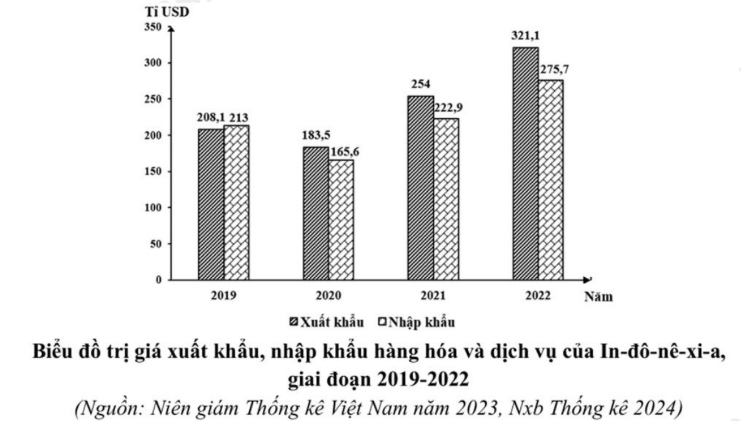 Tỉ USD
350
300
250
200
150
100
50
0
208,1 213
183,5
165,6
254
222,9
321,1
275,7
2019 2020 2021 2022 Năm
Xuất khẩu Nhập khẩu
Biểu đồ trị giá xuất khẩu, nhập khẩu hàng hóa và dịch vụ của In-đô-nê-xi-a,
giai đoạn 2019-2022
(Nguồn: Niên giám Thống kê Việt Nam năm 2023, Nxb Thống kê 2024)